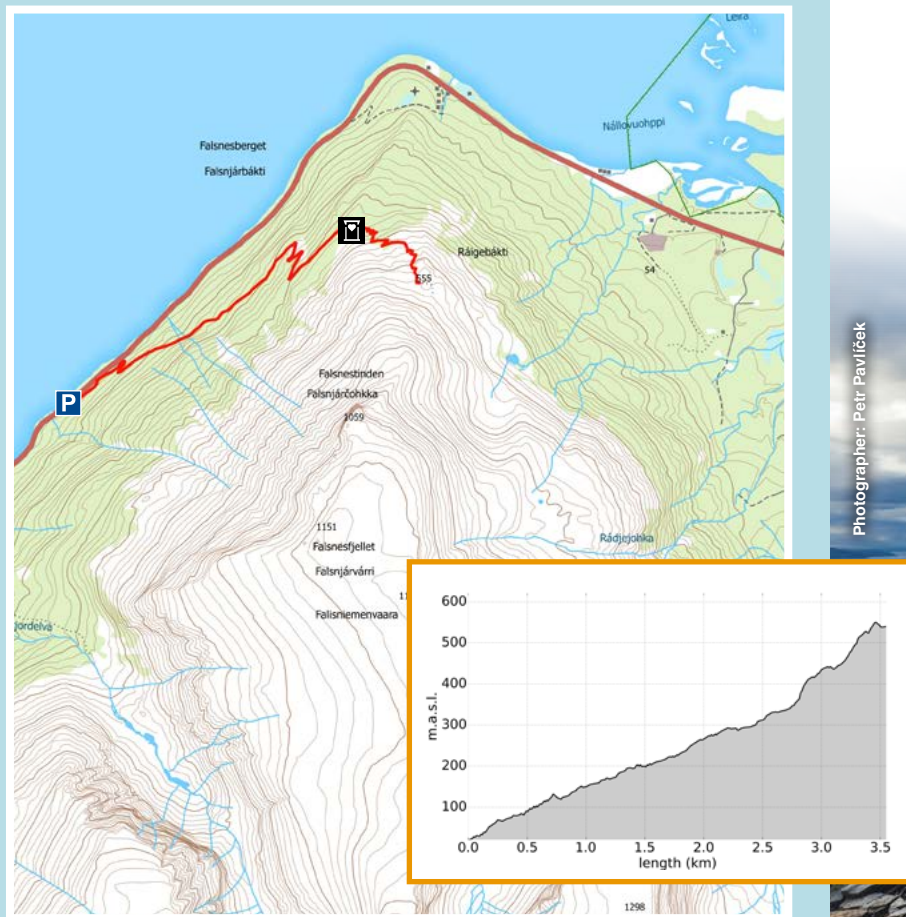 Leira
Nállovuohppi
Falsnesberget
Falsnjárbákti
Ráigebákti
555
54
P
Falsnestinden
Falsnjárčohkka
1059
1151
Falsnesfjellet
Falsnjárvárri
Falisniemenvaara
Rádjejohka
jordelva
1298
600
500
400
300
200
100
m.a.s.l.
0.0 0.5 1.0 1.5 2.0 2.5 3.0 3.5
length (km)
Photographer: Petr Pavlíček